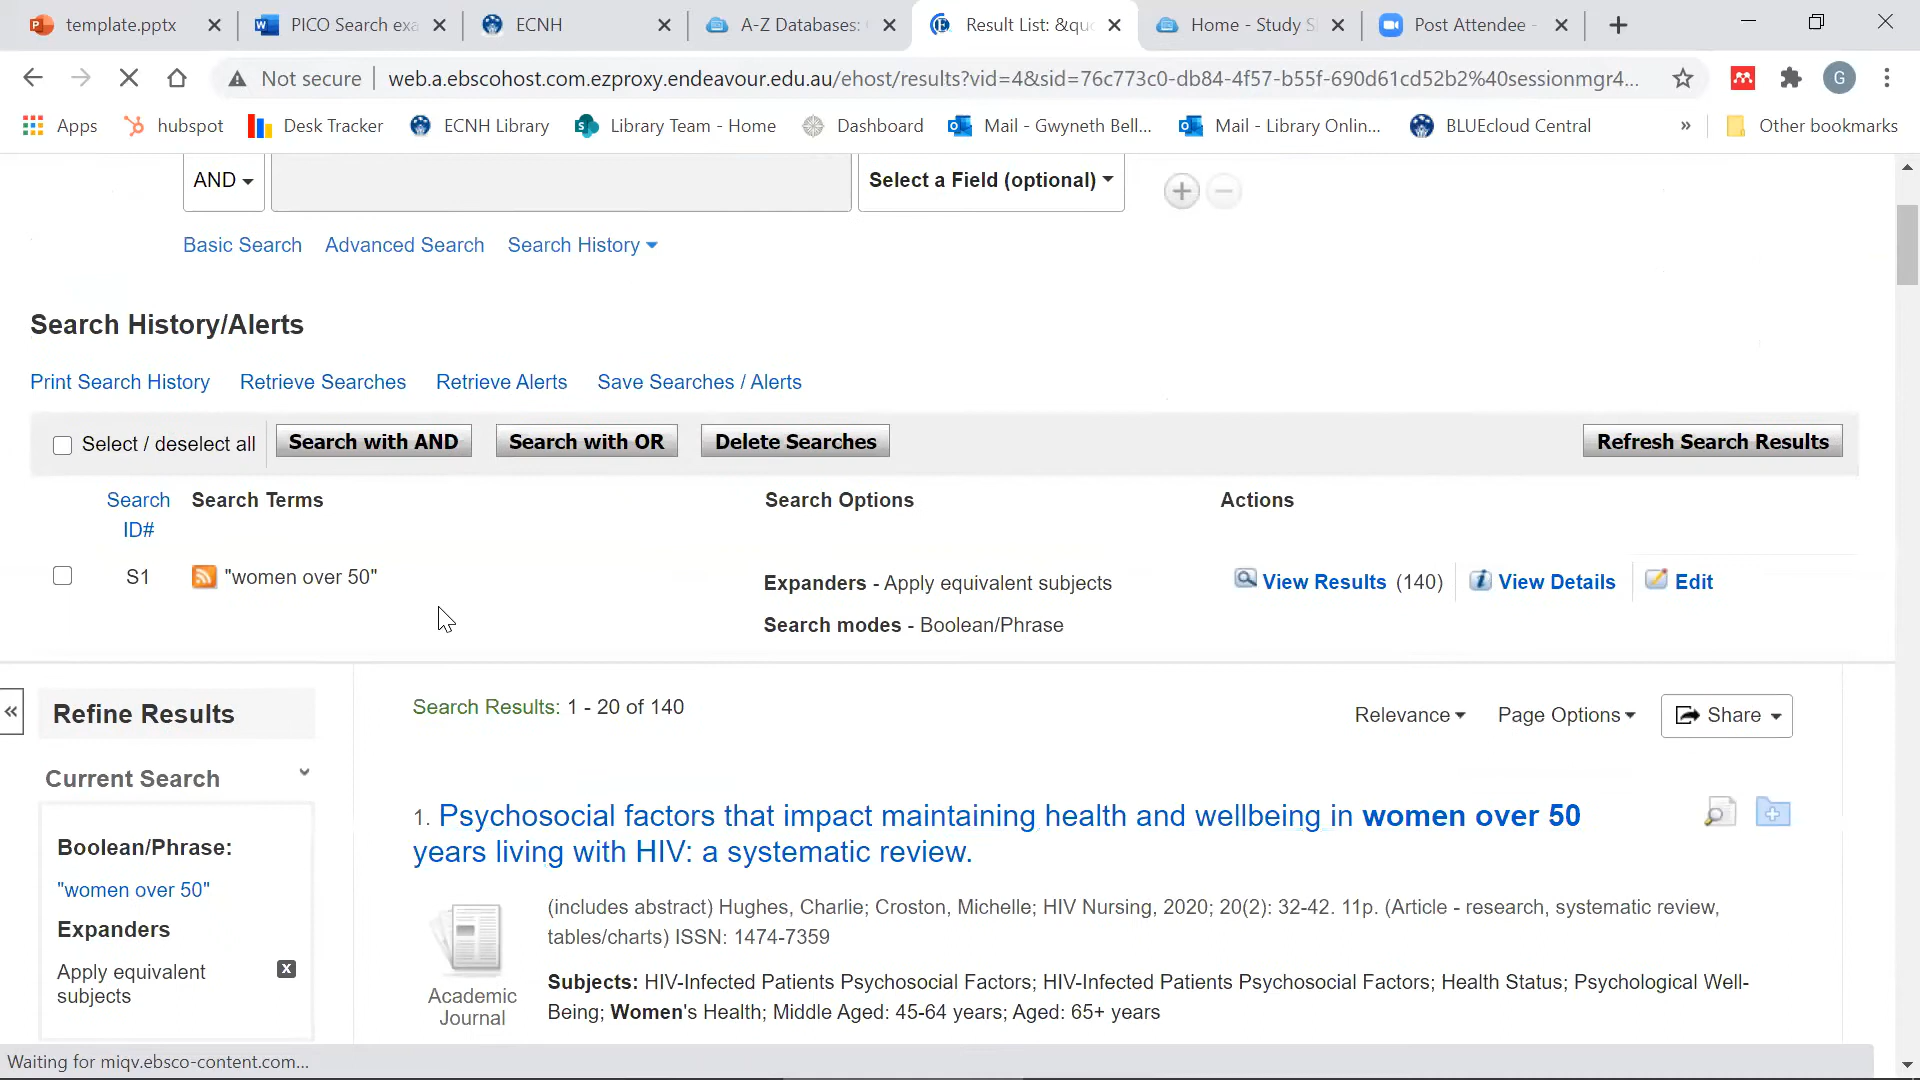 template.pptx
PICO Search exa
ECNH
A-Z Databases:
Result List: &quo
Home - Study S
Post Attendee -
Not secure
web.a.ebscohost.com.ezproxy.endeavour.edu.au/ehost/results?vid=4&sid=76c773c0-db84-4f57-b55f-690d61cd52b2%40sessionmgr4...
G
Apps
hubspot
Desk Tracker
ECNH Library
Library Team - Home
Dashboard
Mail - Gwyneth Bell...
Mail - Library Onlin...
BLUEcloud Central
»
Other bookmarks
AND
Select a Field (optional)
Basic Search
Advanced Search
Search History
Search History/Alerts
Print Search History
Retrieve Searches
Retrieve Alerts
Save Searches / Alerts
Select / deselect all
Search with AND
Search with OR
Delete Searches
Refresh Search Results
Search
ID#
Search Terms
Search Options
Actions
S1
"women over 50"
Expanders - Apply equivalent subjects
Search modes - Boolean/Phrase
View Results (140)
View Details
Edit
«
Refine Results
Current Search
Boolean/Phrase:
"women over 50"
Expanders
Apply equivalent
subjects
Search Results: 1 - 20 of 140
Relevance
Page Options
Share
1. Psychosocial factors that impact maintaining health and wellbeing in women over 50
years living with HIV: a systematic review.
Academic
Journal
(includes abstract) Hughes, Charlie; Croston, Michelle; HIV Nursing, 2020; 20(2): 32-42. 11p. (Article - research, systematic review,
tables/charts) ISSN: 1474-7359
Subjects: HIV-Infected Patients Psychosocial Factors; HIV-Infected Patients Psychosocial Factors; Health Status; Psychological Well-
Being; Women's Health; Middle Aged: 45-64 years; Aged: 65+ years
Waiting for miqv.ebsco-content.com...